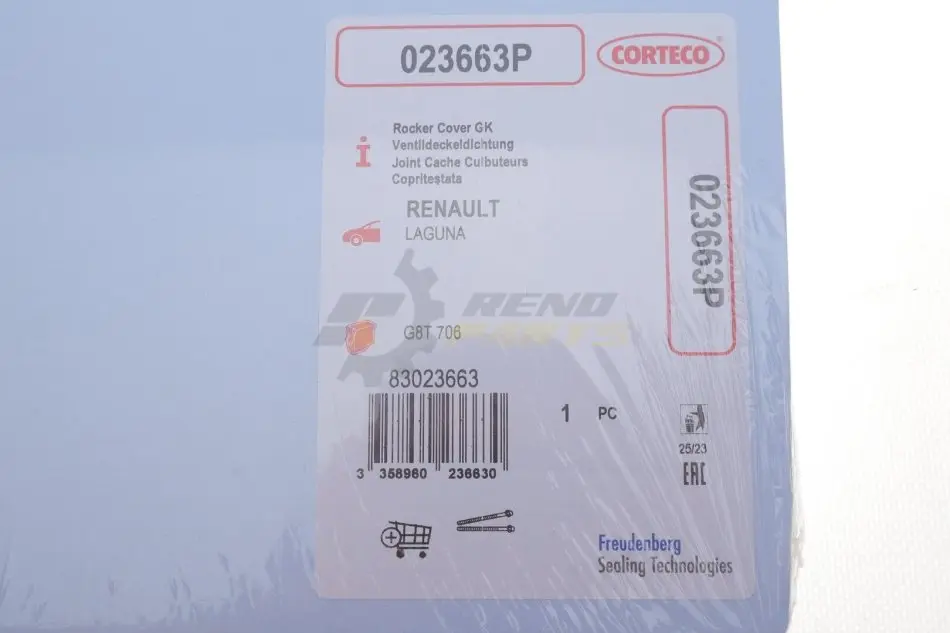 023663P
CORTECO
Rocker Cover GK
Ventildeckeldichtung
Joint Cache Culbuteurs
Copritestata
RENAULT
LAGUNA
023663P
RENO
PARTS
G8T 706
83023663
1 PC
3 358960 236630
25/23
EAC
Freudenberg
Sealing Technologies